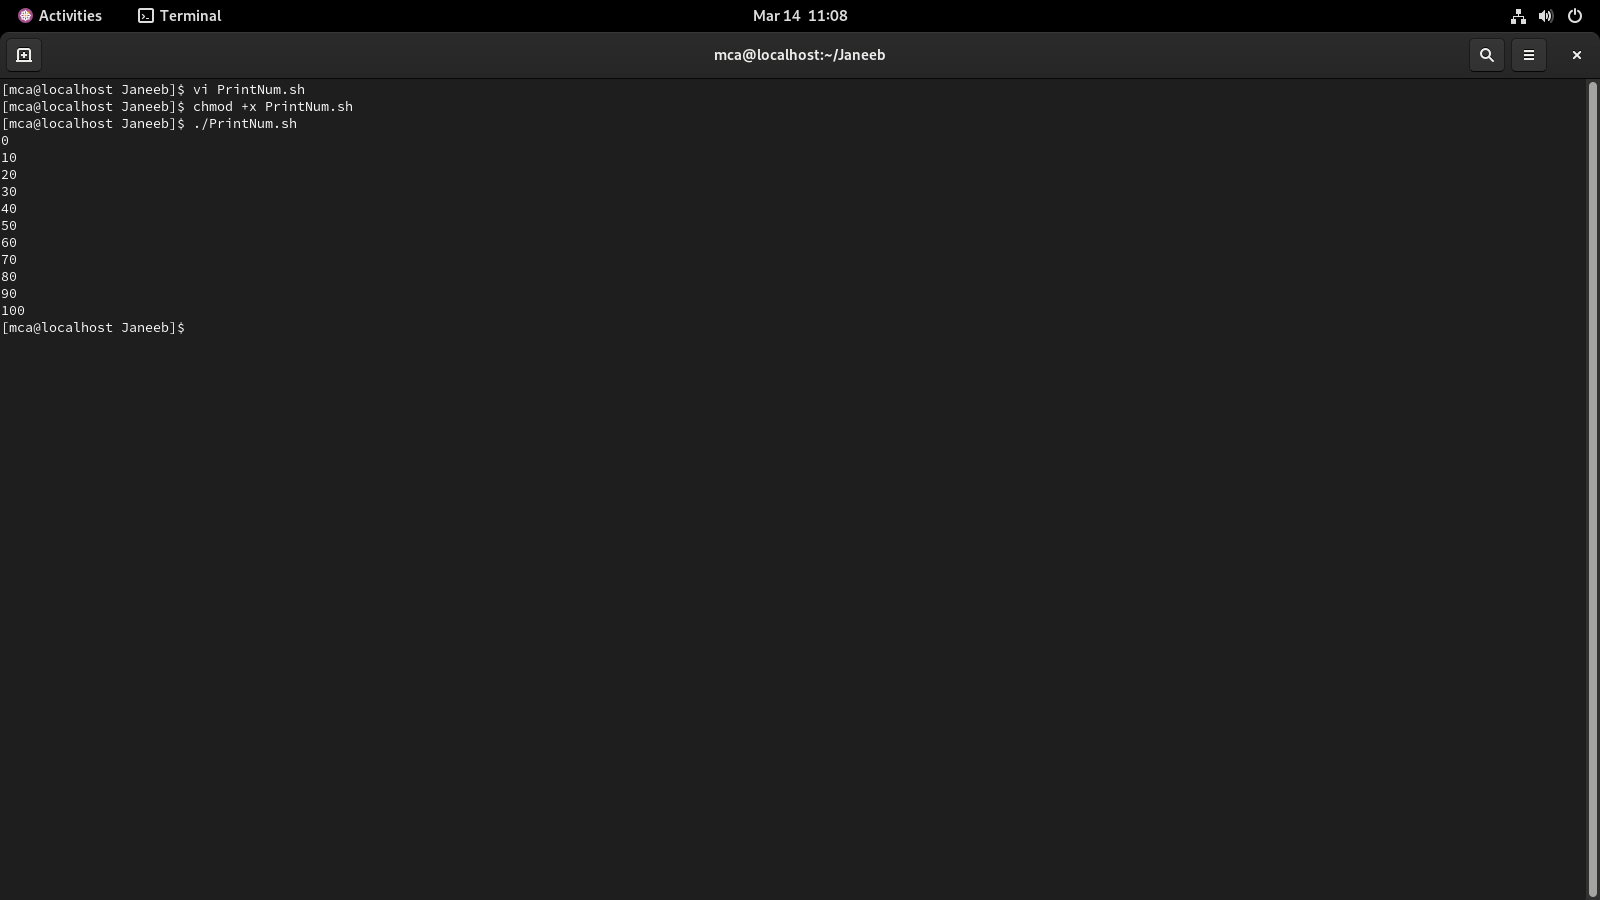 Activities Terminal Mar 14 11:08
mca@localhost:~/Janeeb
[mca@localhost Janeeb]$ vi PrintNum.sh
[mca@localhost Janeeb]$ chmod +x PrintNum.sh
[mca@localhost Janeeb]$ ./PrintNum.sh
0
10
20
30
40
50
60
70
80
90
100
[mca@localhost Janeeb]$